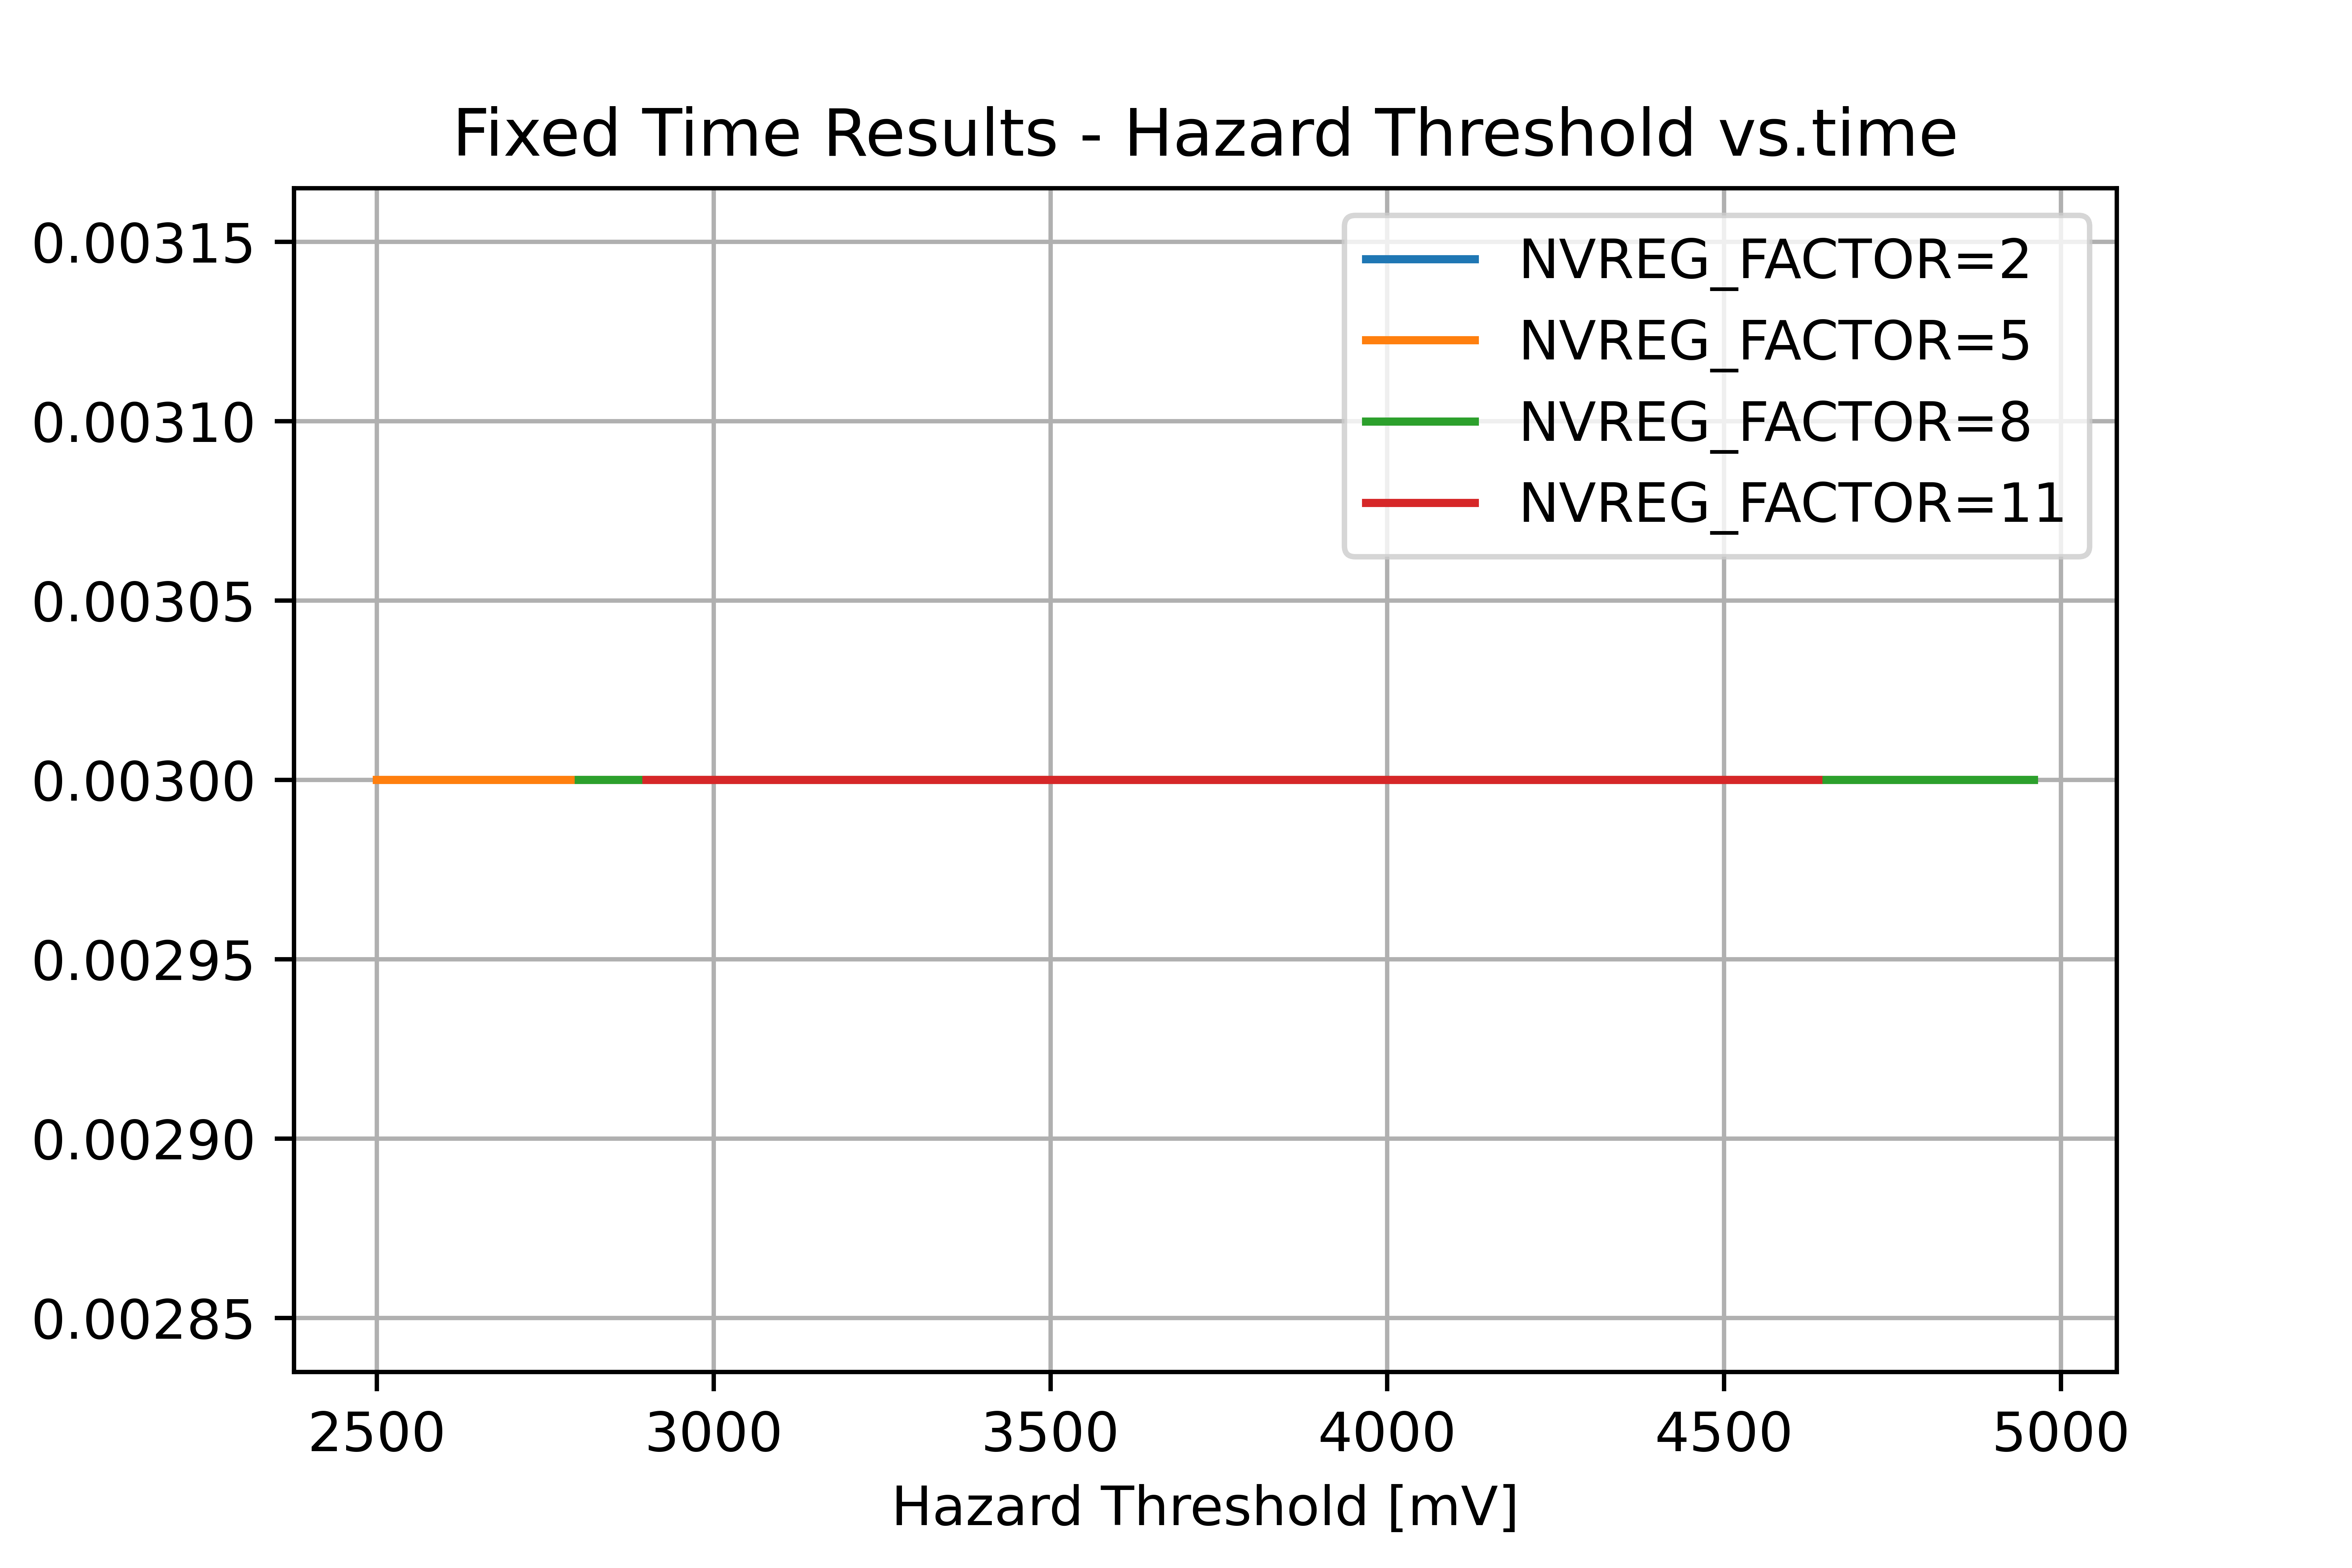 Fixed Time Results - Hazard Threshold vs.time
0.00315
0.00310
0.00305
0.00300
0.00295
0.00290
0.00285
NVREG_FACTOR=2
NVREG_FACTOR=5
NVREG_FACTOR=8
NVREG_FACTOR=11
2500 3000 3500 4000 4500 5000
Hazard Threshold [mV]